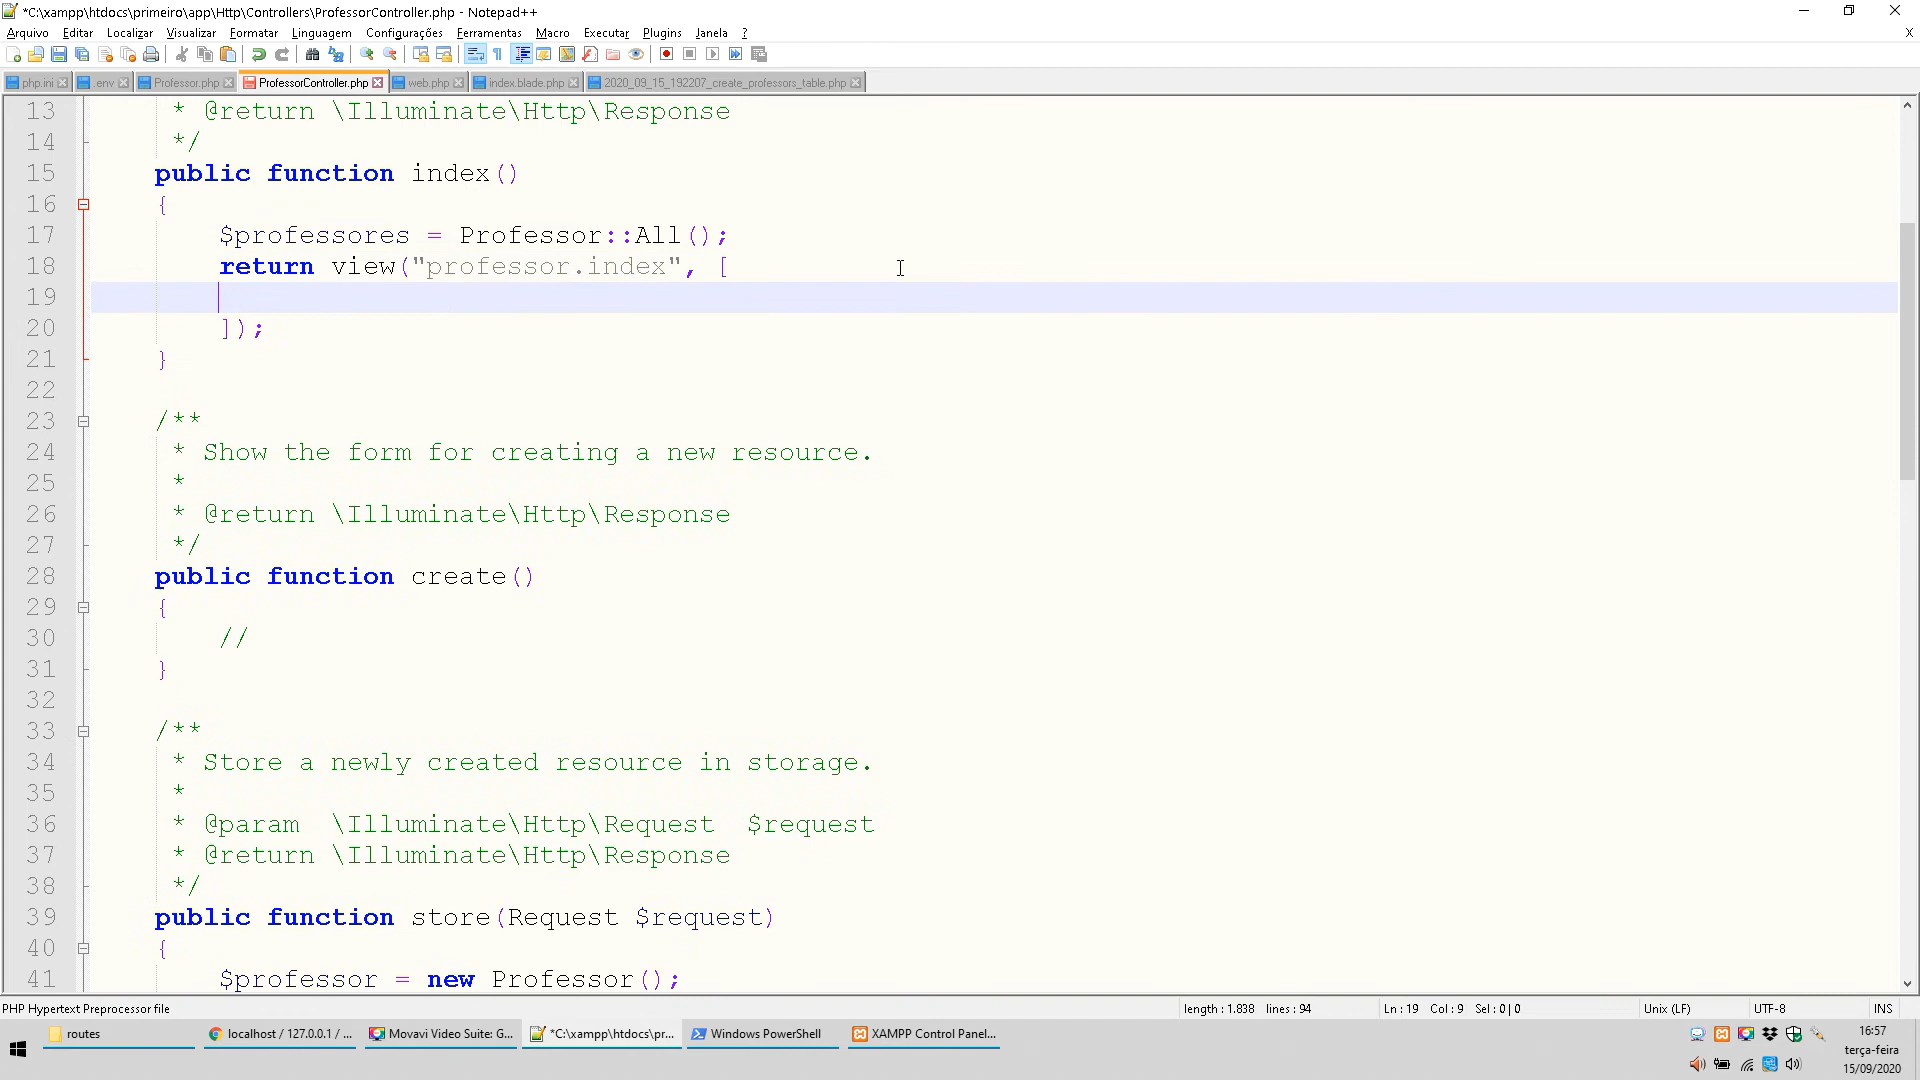 *C:\xampp\htdocs\primeiro\app\Http\Controllers\ProfessorController.php - Notepad++
Arquivo Editar Localizar Visualizar Formatar Linguagem Configurações Ferramentas Macro Executar Plugins Janela ? X
php.ini .env Professor.php ProfessorController.php web.php index.blade.php 2020_09_15_192207_create_professors_table.php
13 * @return \Illuminate\Http\Response
14 */
15 public function index()
16 {
17 $professores = Professor::All();
18 return view("professor.index", [
19
20 ]);
21 }
22
23 /**
24 * Show the form for creating a new resource.
25 *
26 * @return \Illuminate\Http\Response
27 */
28 public function create()
29 {
30 //
31 }
32
33 /**
34 * Store a newly created resource in storage.
35 *
36 * @param  \Illuminate\Http\Request  $request
37 * @return \Illuminate\Http\Response
38 */
39 public function store(Request $request)
40 {
41 $professor = new Professor();
PHP Hypertext Preprocessor file length : 1.838 lines : 94 Ln : 19 Col : 9 Sel : 0 | 0 Unix (LF) UTF-8 INS
routes localhost / 127.0.0.1 / ... Movavi Video Suite: G... *C:\xampp\htdocs\pr... Windows PowerShell XAMPP Control Panel...
16:57
terça-feira
15/09/2020